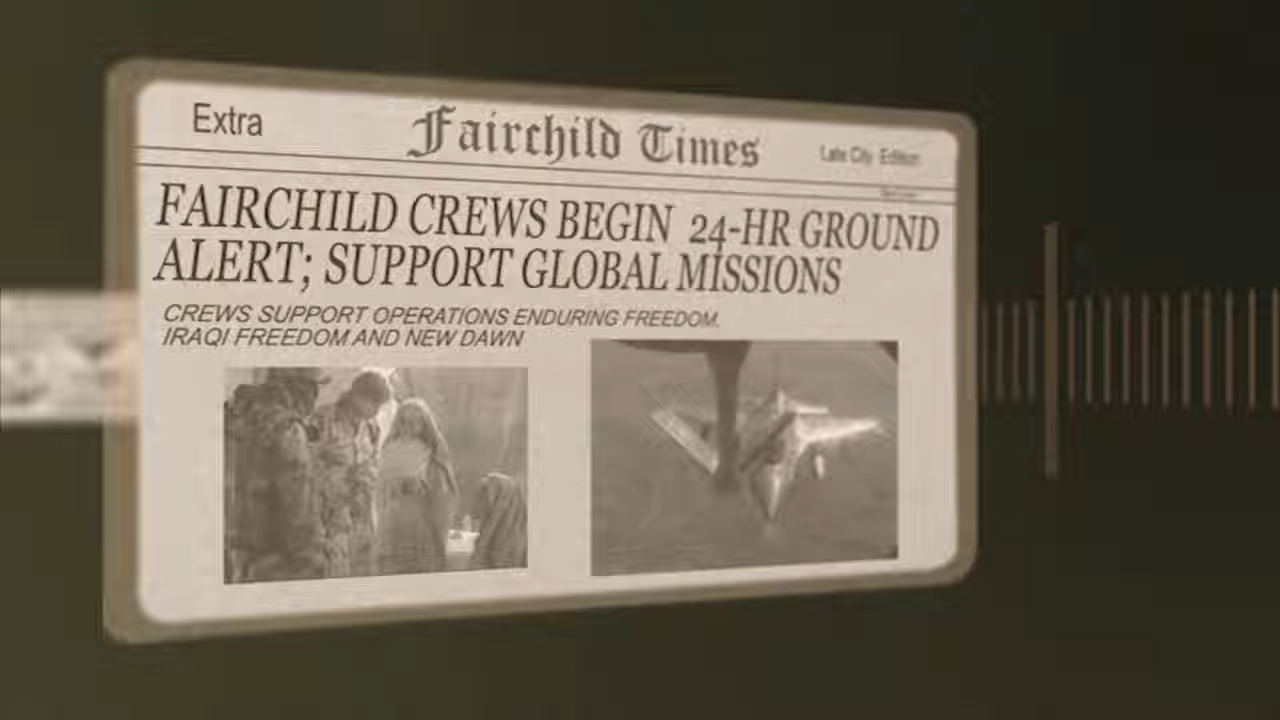 Extra
Fairchild Times
Late City Edition
FAIRCHILD CREWS BEGIN 24-HR GROUND
ALERT; SUPPORT GLOBAL MISSIONS
CREWS SUPPORT OPERATIONS ENDURING FREEDOM,
IRAQI FREEDOM AND NEW DAWN